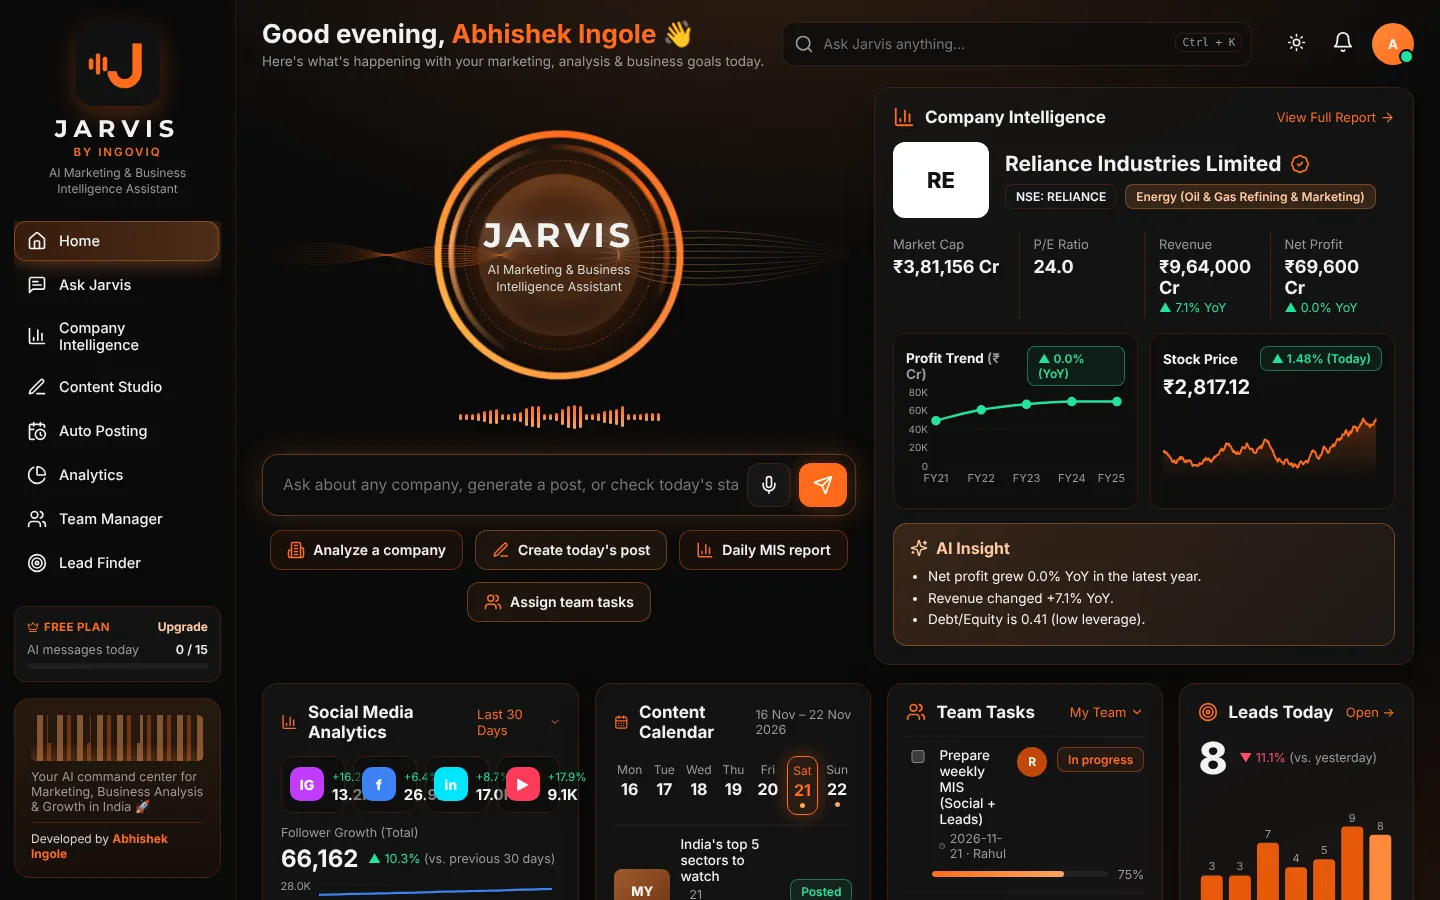 JARVIS
BY INGOVIQ
AI Marketing & Business
Intelligence Assistant
Home
Ask Jarvis
Company
Intelligence
Content Studio
Auto Posting
Analytics
Team Manager
Lead Finder
FREE PLAN
Upgrade
AI messages today
0 / 15
Your AI command center for
Marketing, Business Analysis
& Growth in India 🚀
Developed by Abhishek
Ingole
Good evening, Abhishek Ingole 👋
Here's what's happening with your marketing, analysis & business goals today.
Ask Jarvis anything...
Ctrl + K
A
JARVIS
AI Marketing & Business
Intelligence Assistant
Ask about any company, generate a post, or check today's sta
Analyze a company
Create today's post
Daily MIS report
Assign team tasks
Company Intelligence
View Full Report →
RE
Reliance Industries Limited
NSE: RELIANCE
Energy (Oil & Gas Refining & Marketing)
Market Cap
₹3,81,156 Cr
P/E Ratio
24.0
Revenue
₹9,64,000
Cr
▲ 7.1% YoY
Net Profit
₹69,600
Cr
▲ 0.0% YoY
Profit Trend (₹
Cr)
▲ 0.0%
(YoY)
80K
60K
40K
20K
0
FY21
FY22
FY23
FY24
FY25
Stock Price
▲ 1.48% (Today)
₹2,817.12
AI Insight
• Net profit grew 0.0% YoY in the latest year.
• Revenue changed +7.1% YoY.
• Debt/Equity is 0.41 (low leverage).
Social Media
Analytics
Last 30
Days
IG
+16.2
13.2
f
+6.4
26.9
in
+8.7
17.0
+17.9%
9.1K
Follower Growth (Total)
66,162
▲ 10.3% (vs. previous 30 days)
28.0K
Content
Calendar
16 Nov – 22 Nov
2026
Mon
Tue
Wed
Thu
Fri
Sat
Sun
16
17
18
19
20
21
22
MY
India's top 5
sectors to
watch
21
Posted
Team Tasks
My Team
Prepare
weekly
MIS
(Social +
Leads)
2026-11-
21 · Rahul
R
In progress
75%
Leads Today
Open →
8
▼ 11.1% (vs. yesterday)
3
3
7
4
5
9
8